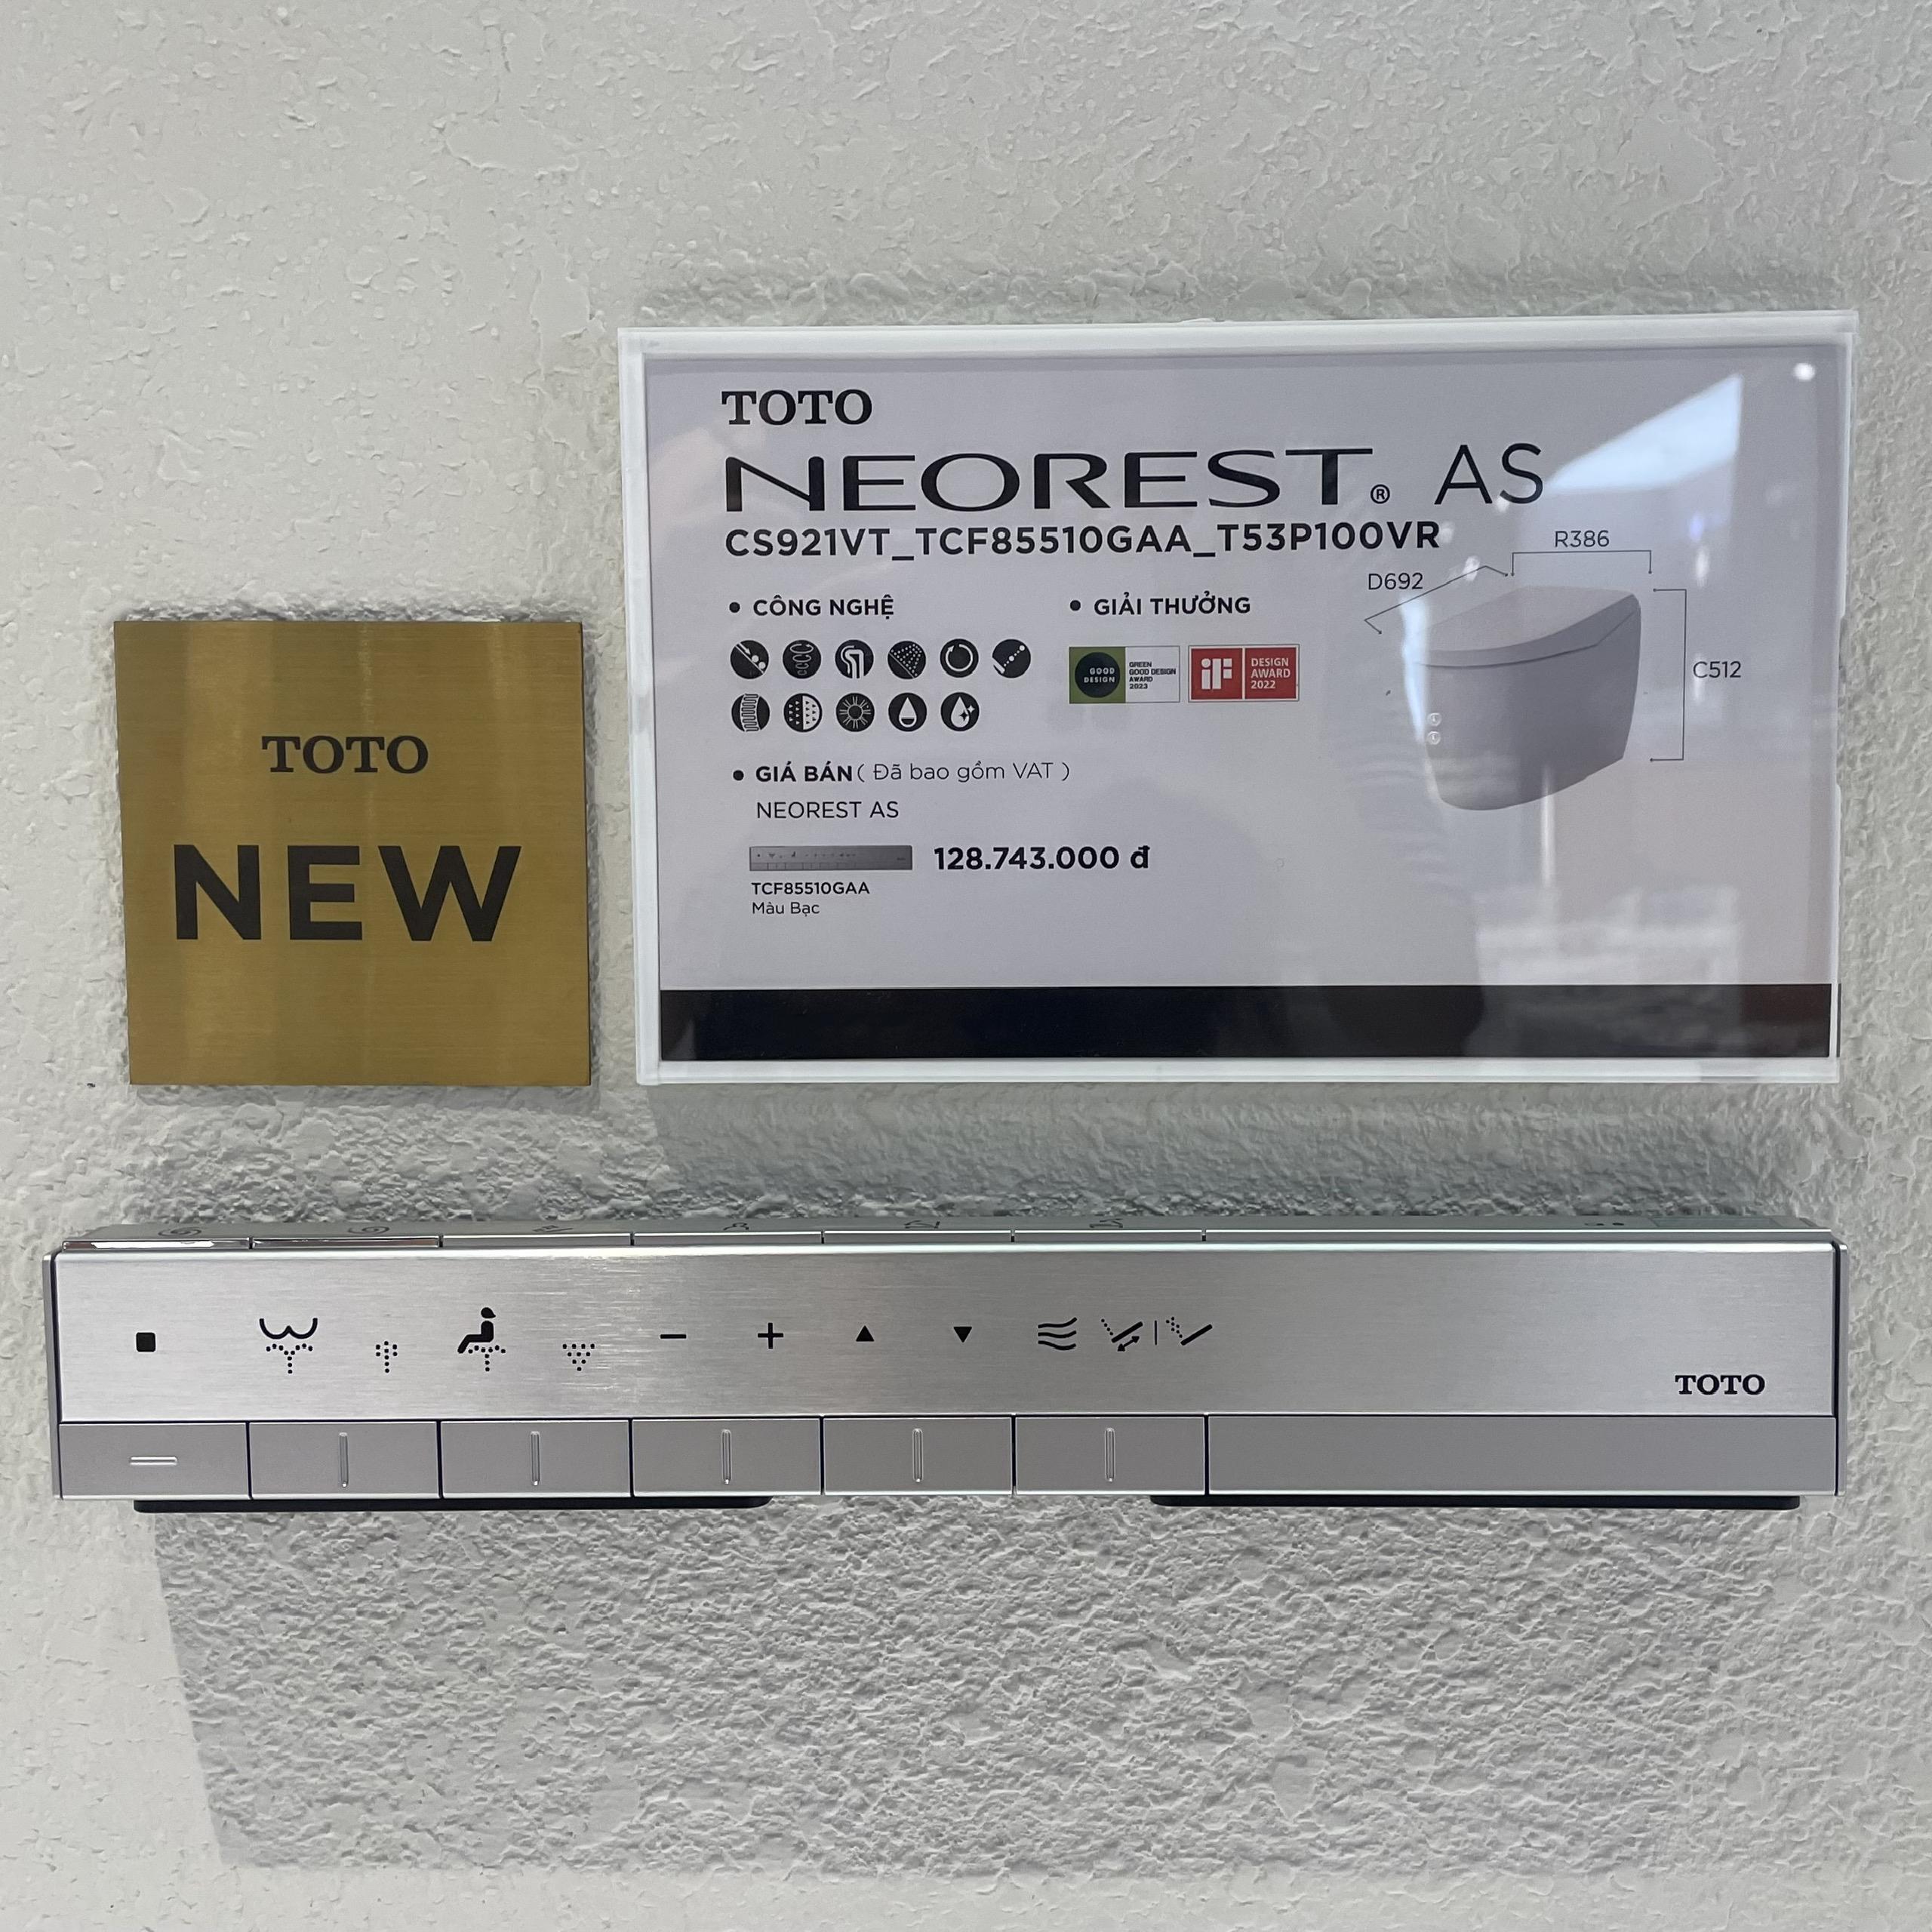 TOTO
NEOREST® AS
CS921VT_TCF85510GAA_T53P100VR
R386
D692
C512
• CÔNG NGHỆ
• GIẢI THƯỞNG
GOOD
DESIGN
GREEN
GOOD DESIGN
AWARD
2023
iF
DESIGN
AWARD
2022
• GIÁ BÁN ( Đã bao gồm VAT )
NEOREST AS
128.743.000 đ
TCF85510GAA
Màu Bạc
TOTO
NEW
TOTO